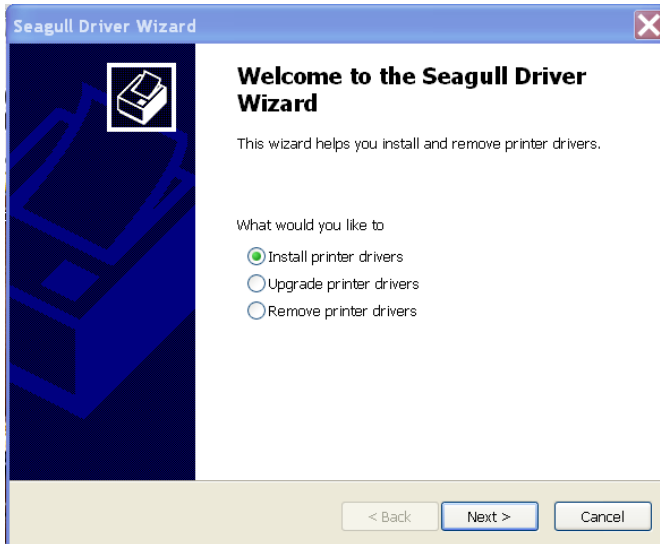 Seagull Driver Wizard
Welcome to the Seagull Driver
Wizard
This wizard helps you install and remove printer drivers.
What would you like to
Install printer drivers
Upgrade printer drivers
Remove printer drivers
< Back
Next >
Cancel